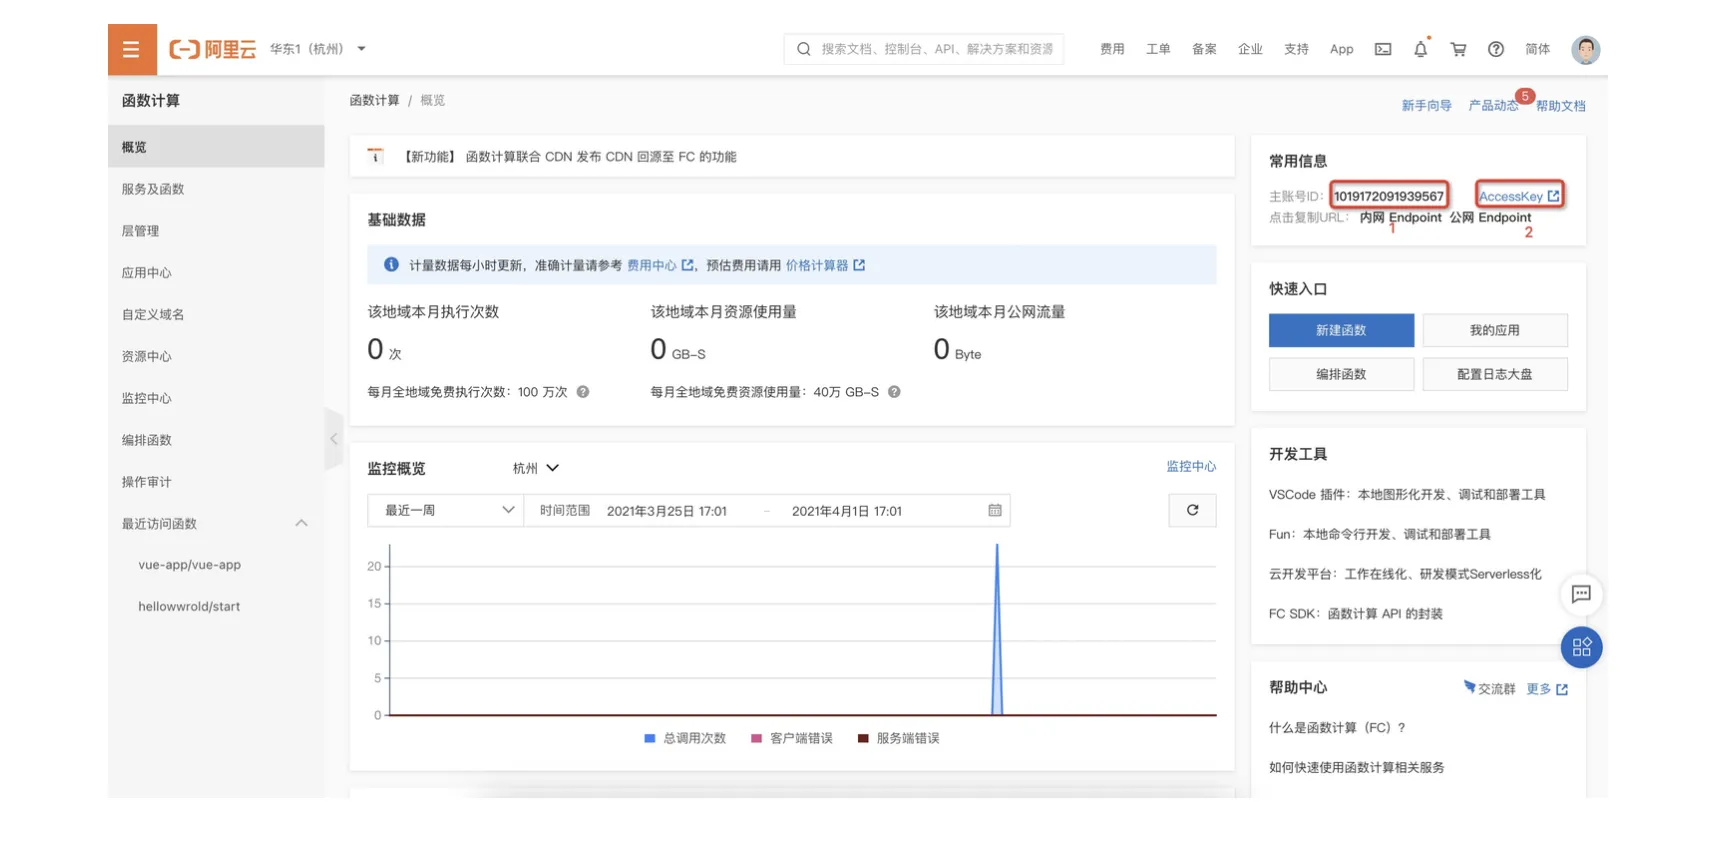 阿里云 华东1（杭州）
搜索文档、控制台、API、解决方案和资源
费用 工单 备案 企业 支持 App 简体
函数计算
概览
服务及函数
层管理
应用中心
自定义域名
资源中心
监控中心
编排函数
操作审计
最近访问函数
vue-app/vue-app
hellowwrold/start
函数计算 / 概览
新手向导 产品动态 5 帮助文档
【新功能】 函数计算联合 CDN 发布 CDN 回源至 FC 的功能
基础数据
计量数据每小时更新，准确计量请参考 费用中心，预估费用请用 价格计算器
该地域本月执行次数 该地域本月资源使用量 该地域本月公网流量
0 次 0 GB-S 0 Byte
每月全地域免费执行次数：100 万次 每月全地域免费资源使用量：40万 GB-S
监控概览 杭州 监控中心
最近一周 时间范围 2021年3月25日 17:01 – 2021年4月1日 17:01
20
15
10
5
0
总调用次数 客户端错误 服务端错误
常用信息
主账号ID: 1019172091939567 AccessKey
点击复制URL: 内网 Endpoint 公网 Endpoint
1 2
快速入口
新建函数 我的应用
编排函数 配置日志大盘
开发工具
VSCode 插件：本地图形化开发、调试和部署工具
Fun：本地命令行开发、调试和部署工具
云开发平台：工作在线化、研发模式Serverless化
FC SDK：函数计算 API 的封装
帮助中心 交流群 更多
什么是函数计算（FC）?
如何快速使用函数计算相关服务